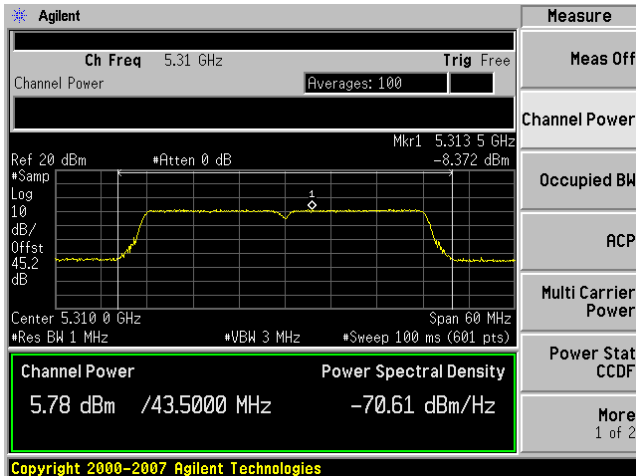 Agilent
Measure
Ch Freq 5.31 GHz Trig Free
Channel Power Averages: 100
Meas Off
Channel Power
Mkr1 5.313 5 GHz
Ref 20 dBm #Atten 0 dB -8.372 dBm
#Samp
Log
10
dB/
Offst
45.2
dB
1
Center 5.310 0 GHz Span 60 MHz
#Res BW 1 MHz #VBW 3 MHz #Sweep 100 ms (601 pts)
Occupied BW
ACP
Multi Carrier
Power
Channel Power Power Spectral Density
5.78 dBm /43.5000 MHz -70.61 dBm/Hz
Power Stat
CCDF
More
1 of 2
Copyright 2000-2007 Agilent Technologies